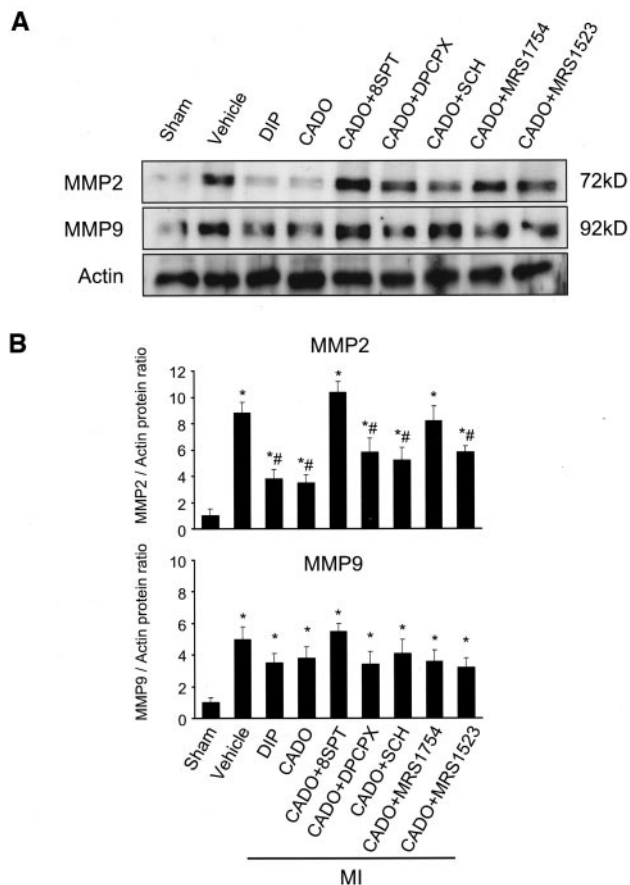 A
Sham
Vehicle
DIP
CADO
CADO+8SPT
CADO+DPCPX
CADO+SCH
CADO+MRS1754
CADO+MRS1523
MMP2
72kD
MMP9
92kD
Actin
B
MMP2
MMP2 / Actin protein ratio
12
10
8
6
4
2
0
*
*#
*#
*
*#
*#
*
*#
MMP9
MMP9 / Actin protein ratio
10
8
6
4
2
0
*
*
*
*
*
*
*
*
Sham
Vehicle
DIP
CADO
CADO+8SPT
CADO+DPCPX
CADO+SCH
CADO+MRS1754
CADO+MRS1523
MI